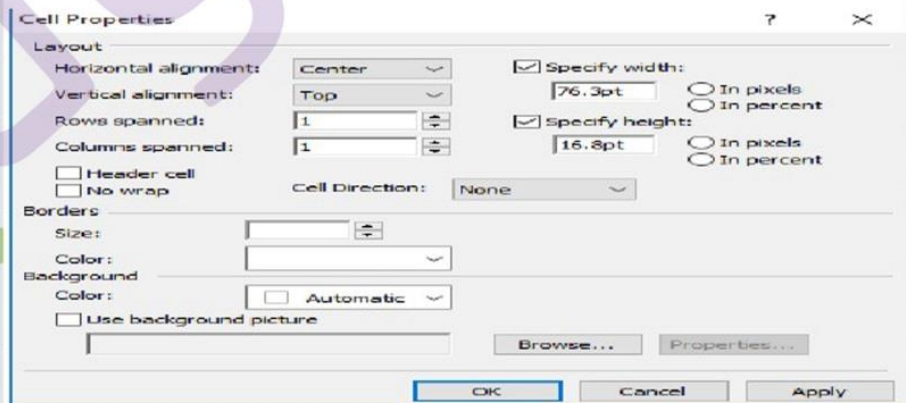 Cell Properties ? ✕
Layout
Horizontal alignment: Center
Specify width:
Vertical alignment: Top
76.3pt
In pixels
In percent
Rows spanned: 1
Specify height:
Columns spanned: 1
16.8pt
In pixels
In percent
Header cell
No wrap
Cell Direction: None
Borders
Size:
Color:
Background
Color: Automatic
Use background picture
Browse... Properties...
OK Cancel Apply